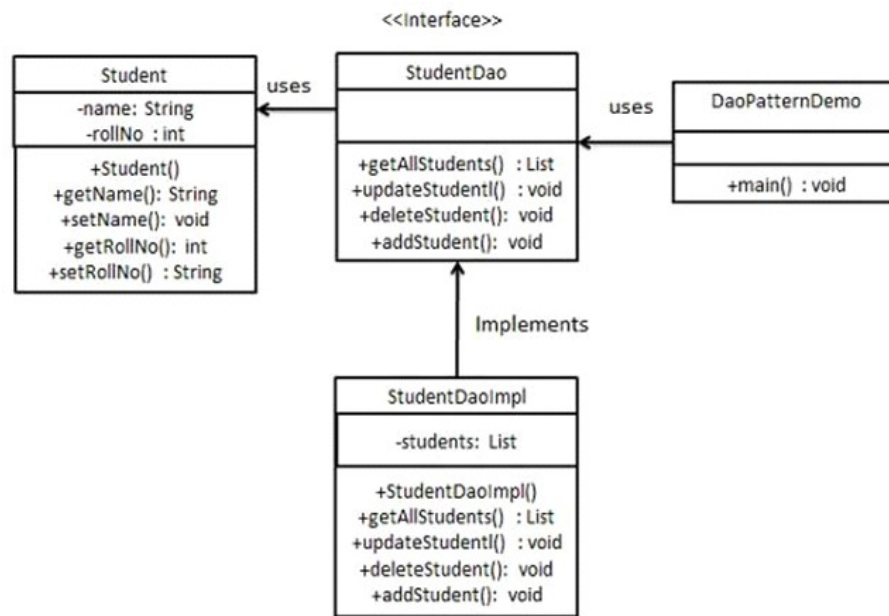 <<Interface>>
Student
-name: String
-rollNo : int
+Student()
+getName(): String
+setName(): void
+getRollNo(): int
+setRollNo() : String
uses
StudentDao
+getAllStudents() : List
+updateStudentl() : void
+deleteStudent(): void
+addStudent(): void
uses
DaoPatternDemo
+main() : void
Implements
StudentDaoImpl
-students: List
+StudentDaoImpl()
+getAllStudents() : List
+updateStudentl() : void
+deleteStudent(): void
+addStudent(): void